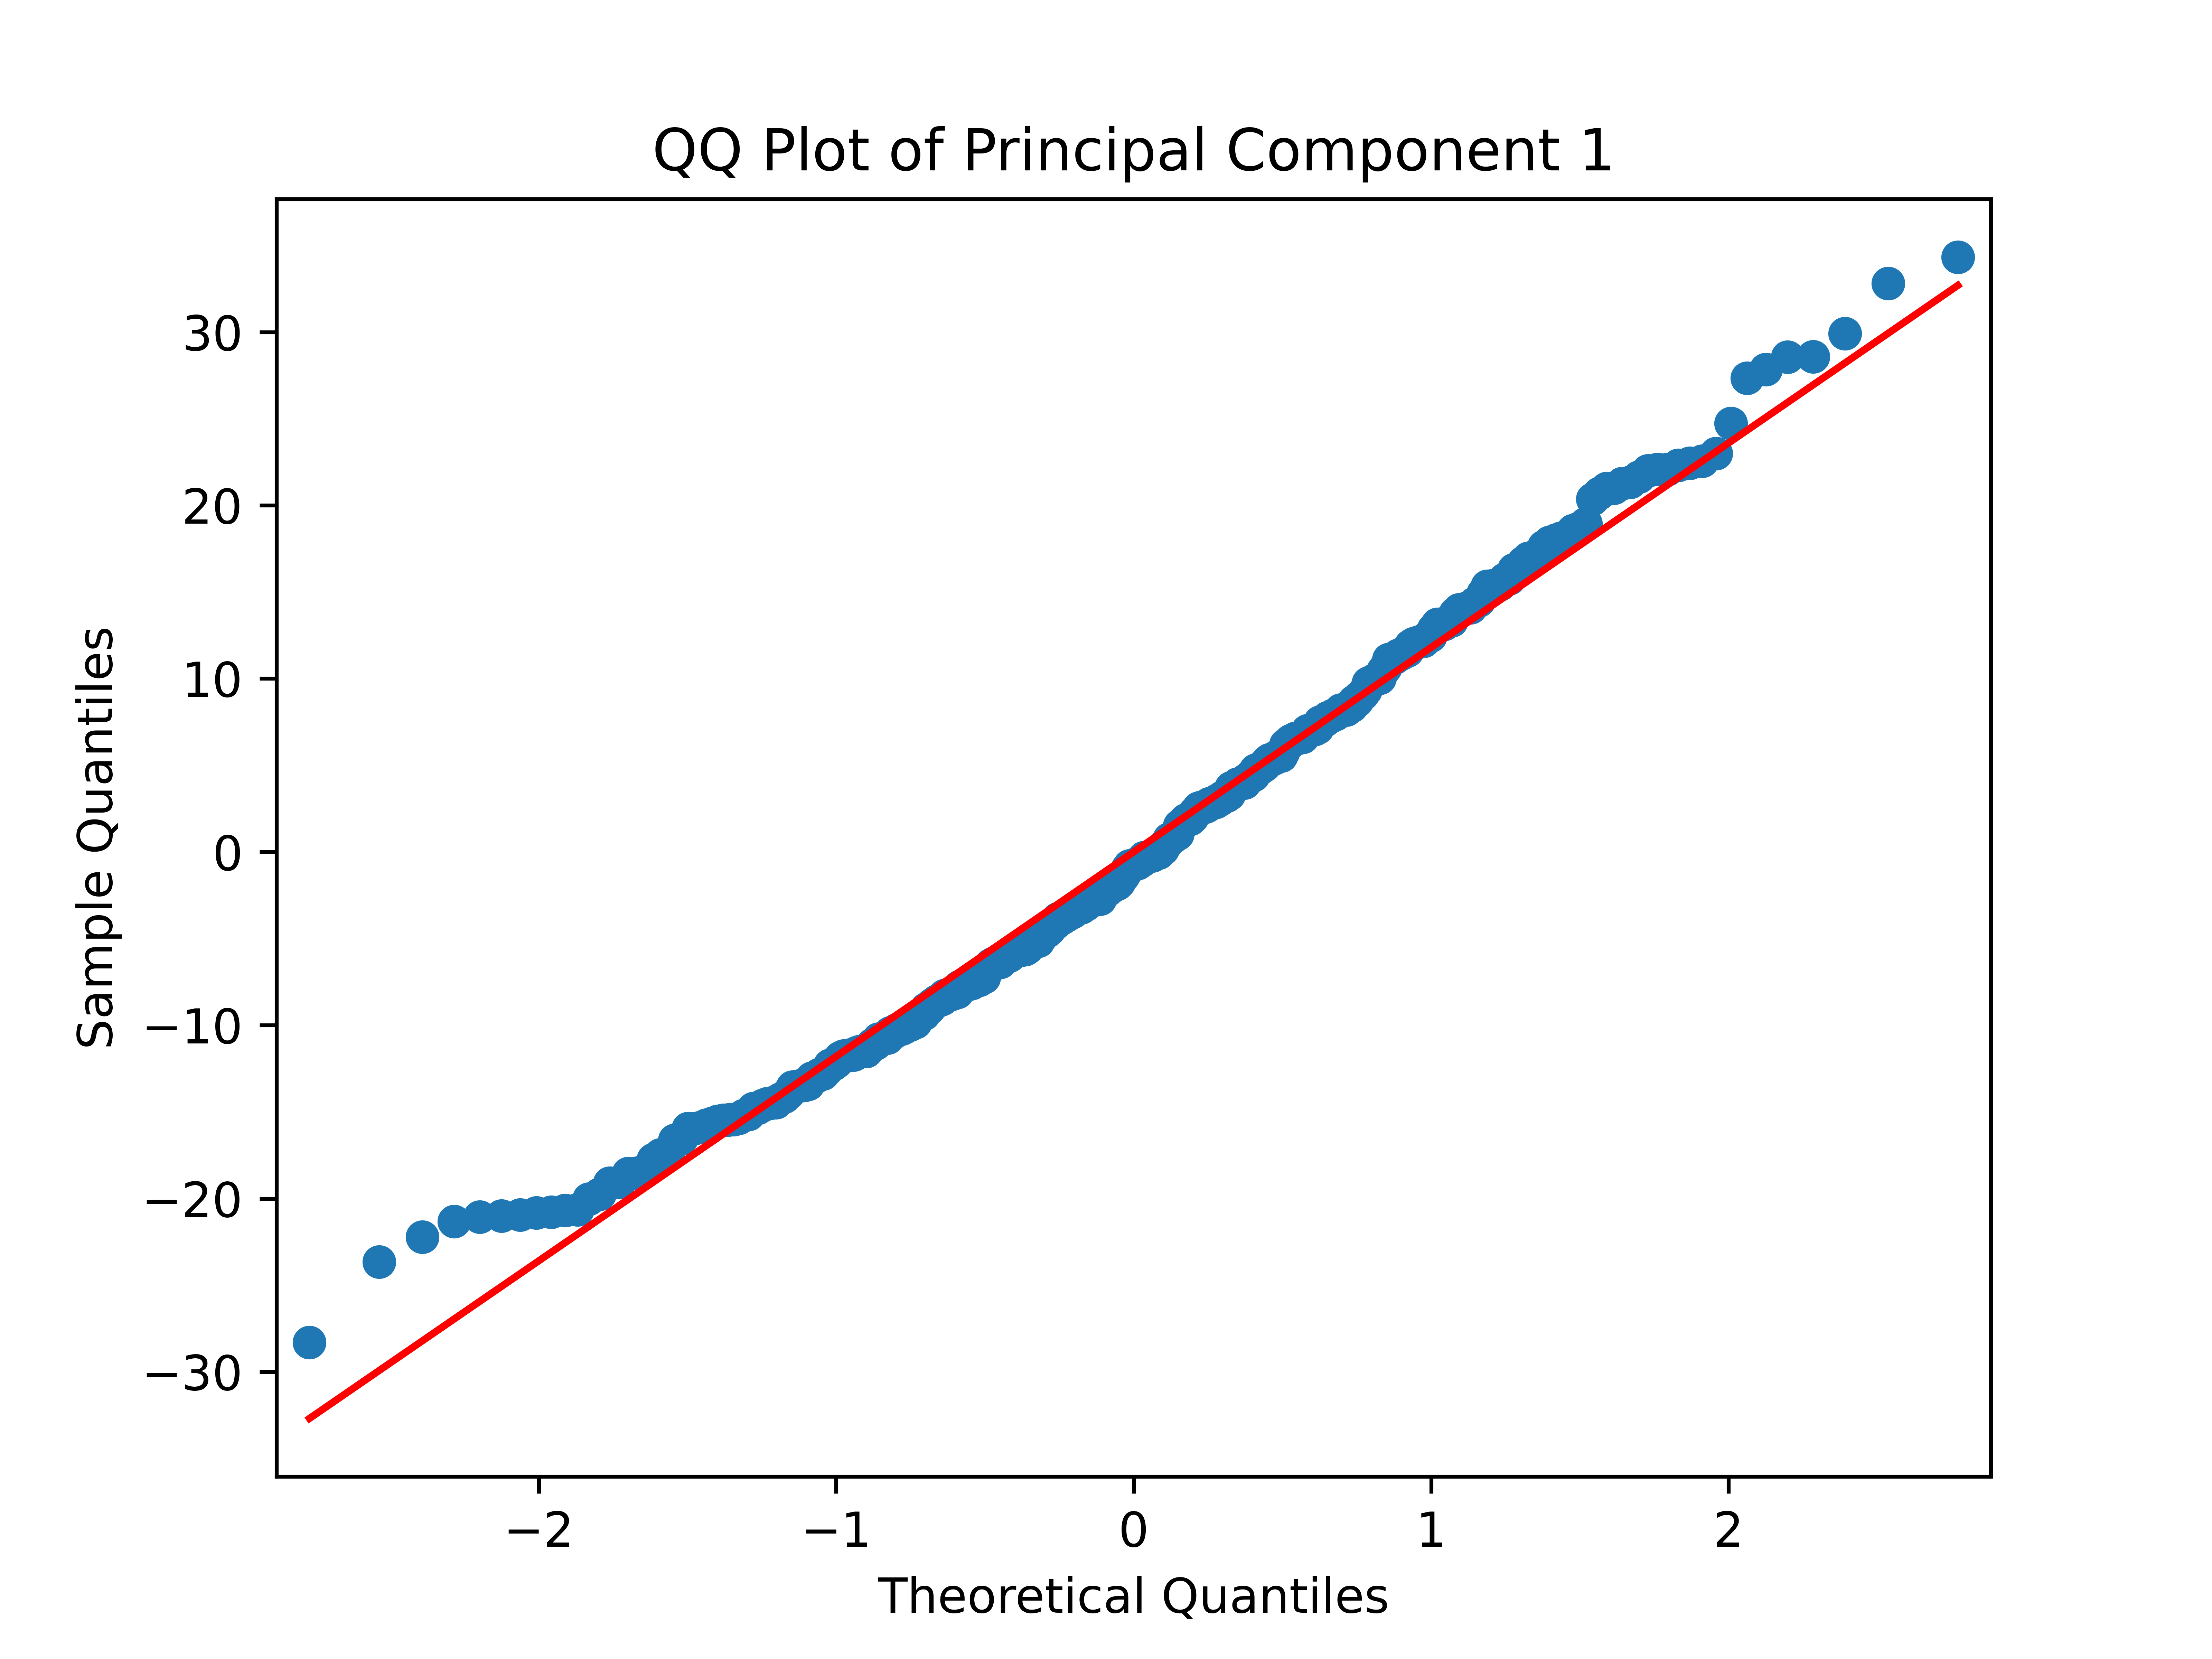 QQ Plot of Principal Component 1
30
20
10
0
−10
−20
−30
Sample Quantiles
−2 −1 0 1 2
Theoretical Quantiles